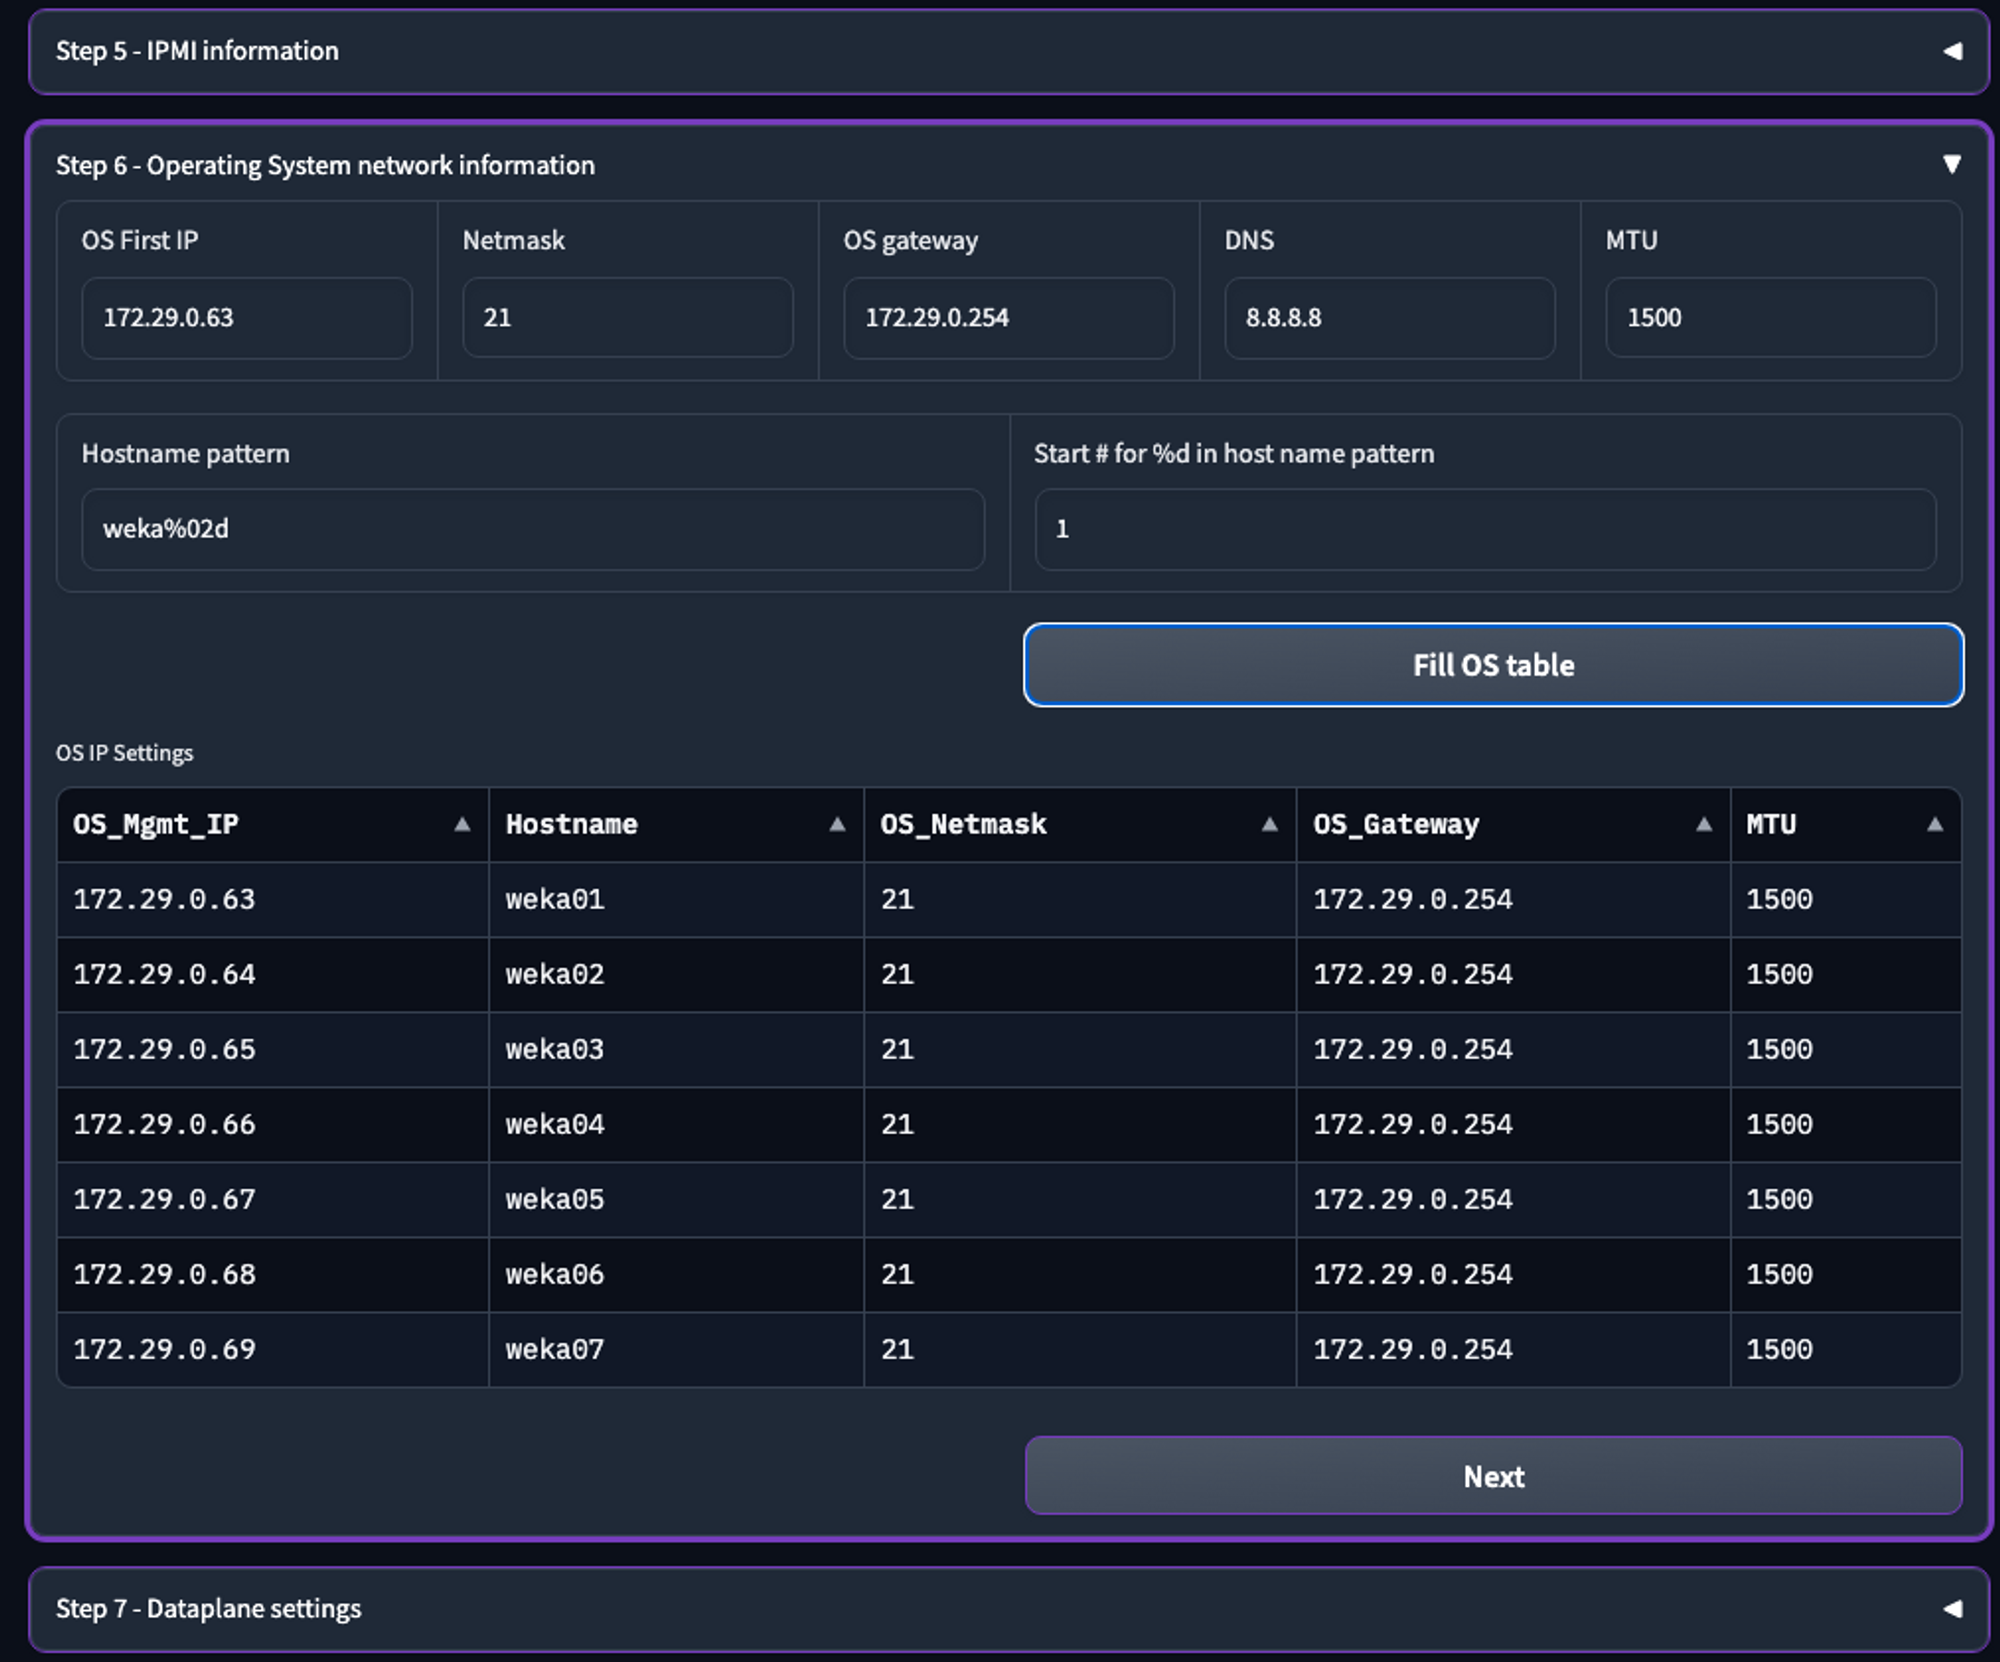 Step 5 - IPMI information
Step 6 - Operating System network information
OS First IP Netmask OS gateway DNS MTU
172.29.0.63 21 172.29.0.254 8.8.8.8 1500
Hostname pattern Start # for %d in host name pattern
weka%02d 1
Fill OS table
OS IP Settings
OS_Mgmt_IP Hostname OS_Netmask OS_Gateway MTU
172.29.0.63 weka01 21 172.29.0.254 1500
172.29.0.64 weka02 21 172.29.0.254 1500
172.29.0.65 weka03 21 172.29.0.254 1500
172.29.0.66 weka04 21 172.29.0.254 1500
172.29.0.67 weka05 21 172.29.0.254 1500
172.29.0.68 weka06 21 172.29.0.254 1500
172.29.0.69 weka07 21 172.29.0.254 1500
Next
Step 7 - Dataplane settings